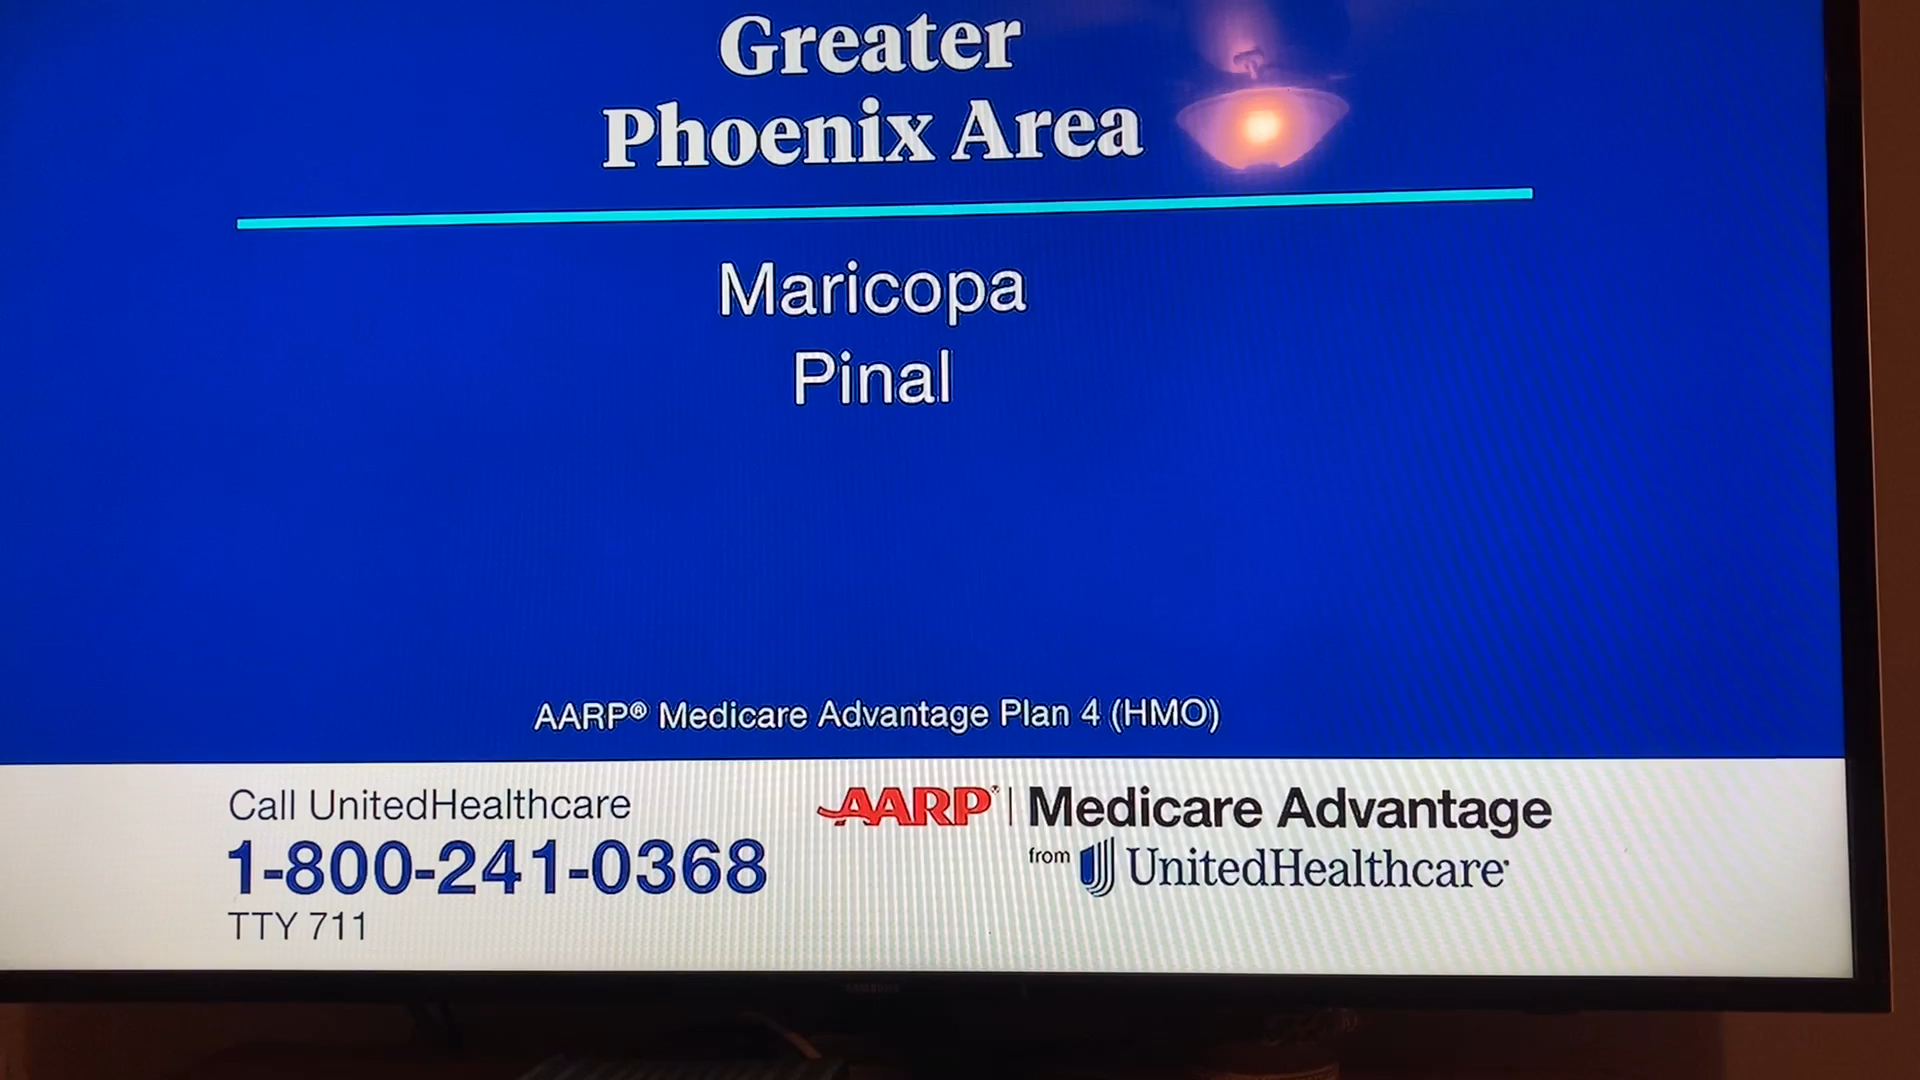 Greater
Phoenix Area
Maricopa
Pinal
AARP® Medicare Advantage Plan 4 (HMO)
Call UnitedHealthcare
1-800-241-0368
TTY 711
AARP® | Medicare Advantage
from UnitedHealthcare®
SAMSUNG